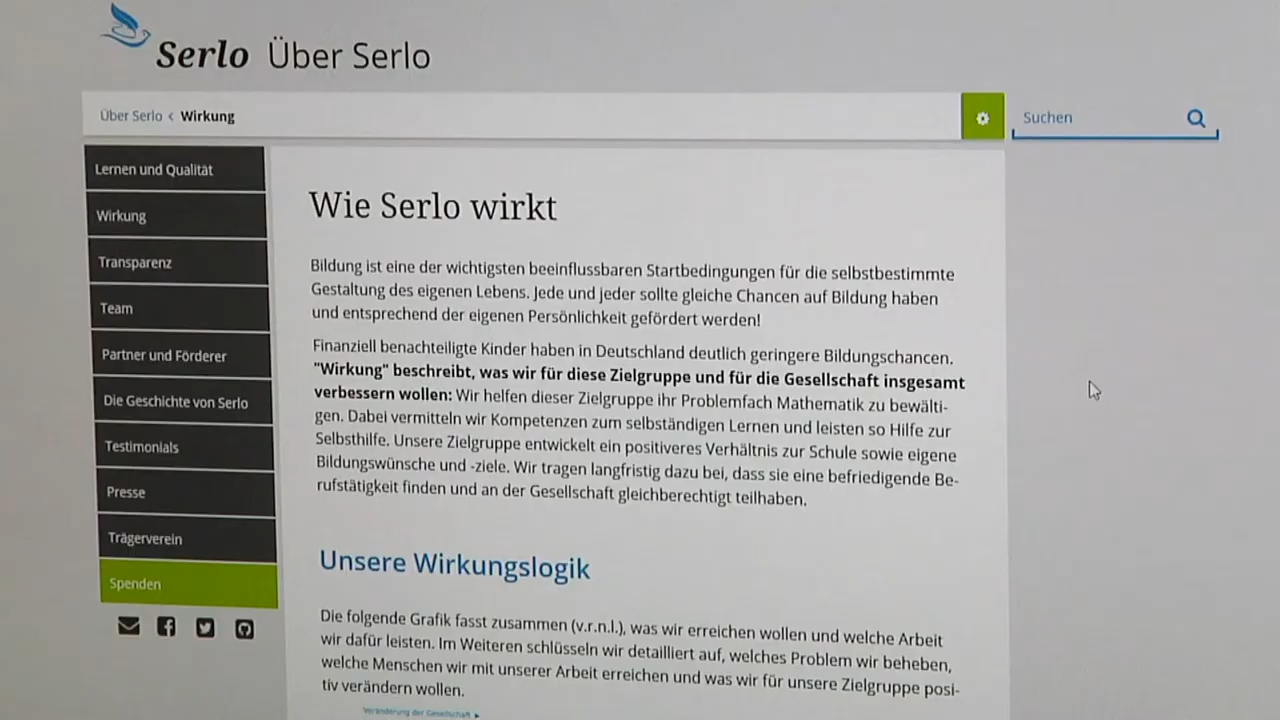 Serlo Über Serlo
Über Serlo < Wirkung
Suchen
Lernen und Qualität
Wirkung
Transparenz
Team
Partner und Förderer
Die Geschichte von Serlo
Testimonials
Presse
Trägerverein
Spenden
Wie Serlo wirkt
Bildung ist eine der wichtigsten beeinflussbaren Startbedingungen für die selbstbestimmte
Gestaltung des eigenen Lebens. Jede und jeder sollte gleiche Chancen auf Bildung haben
und entsprechend der eigenen Persönlichkeit gefördert werden!
Finanziell benachteiligte Kinder haben in Deutschland deutlich geringere Bildungschancen.
"Wirkung" beschreibt, was wir für diese Zielgruppe und für die Gesellschaft insgesamt
verbessern wollen: Wir helfen dieser Zielgruppe ihr Problemfach Mathematik zu bewälti-
gen. Dabei vermitteln wir Kompetenzen zum selbständigen Lernen und leisten so Hilfe zur
Selbsthilfe. Unsere Zielgruppe entwickelt ein positiveres Verhältnis zur Schule sowie eigene
Bildungswünsche und -ziele. Wir tragen langfristig dazu bei, dass sie eine befriedigende Be-
rufstätigkeit finden und an der Gesellschaft gleichberechtigt teilhaben.
Unsere Wirkungslogik
Die folgende Grafik fasst zusammen (v.r.n.l.), was wir erreichen wollen und welche Arbeit
wir dafür leisten. Im Weiteren schlüsseln wir detailliert auf, welches Problem wir beheben,
welche Menschen wir mit unserer Arbeit erreichen und was wir für unsere Zielgruppe posi-
tiv verändern wollen.
Veränderung der Gesellschaft ▸